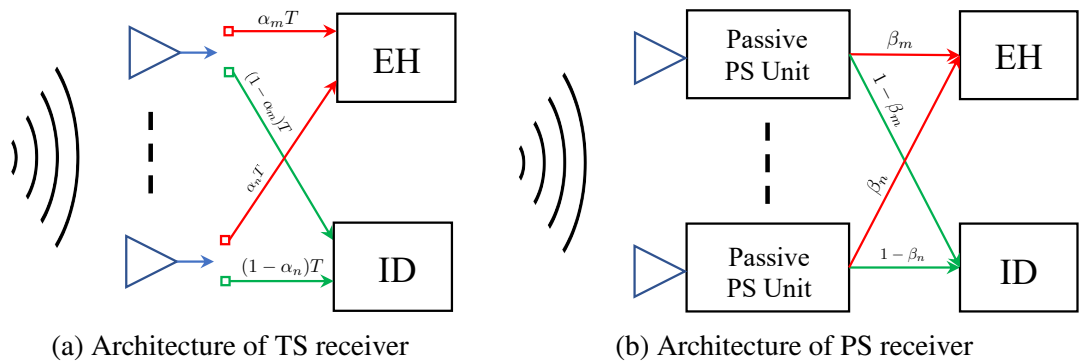 α_m T
EH
(1 - α_m)T
α_n T
(1 - α_n)T
ID
(a) Architecture of TS receiver
Passive
PS Unit
β_m
EH
1 - β_m
β_n
Passive
PS Unit
1 - β_n
ID
(b) Architecture of PS receiver